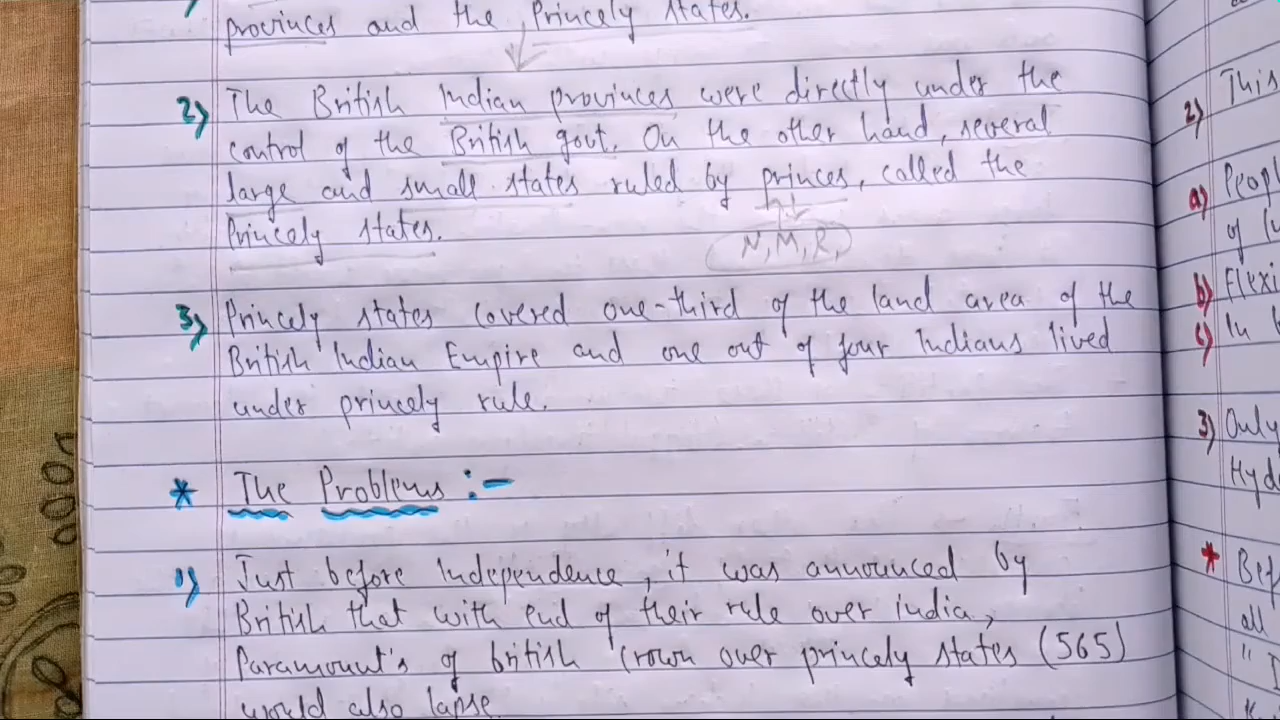 provinces and the Princely states.
2) The British Indian provinces were directly under the
control of the British govt. On the other hand, several
large and small states ruled by princes, called the
Princely states.
N, M, R,
3) Princely states covered one-third of the land area of the
British Indian Empire and one out of four Indians lived
under princely rule.
* The Problems :-
1) Just before Independence, it was announced by
British that with end of their rule over india,
Paramount's of british crown over princely states (565)
would also lapse
2) This
a)
of
b) Flexi
c) In
3) Only
Hyd
* Bef
all